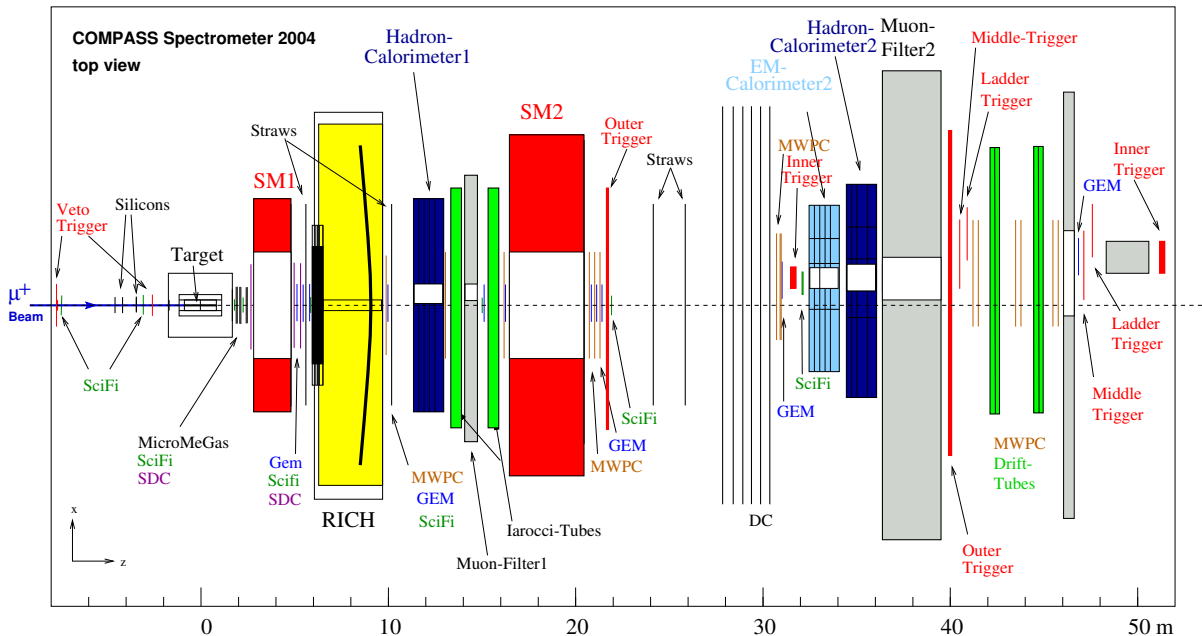 COMPASS Spectrometer 2004
top view
Hadron-
Calorimeter1
Hadron-
Calorimeter2
Muon-
Filter2
Middle-Trigger
Ladder
Trigger
EM-
Calorimeter2
SM2
Outer
Trigger
Straws
Straws
MWPC
Inner
Trigger
Inner
Trigger
GEM
SM1
Veto
Trigger
Silicons
Target
μ+
Beam
SciFi
MicroMeGas
SciFi
SDC
Gem
Scifi
SDC
RICH
MWPC
GEM
SciFi
Iarocci-Tubes
Muon-Filter1
SciFi
GEM
MWPC
DC
GEM
SciFi
Ladder
Trigger
Middle
Trigger
MWPC
Drift-
Tubes
Outer
Trigger
x
z
0 10 20 30 40 50 m